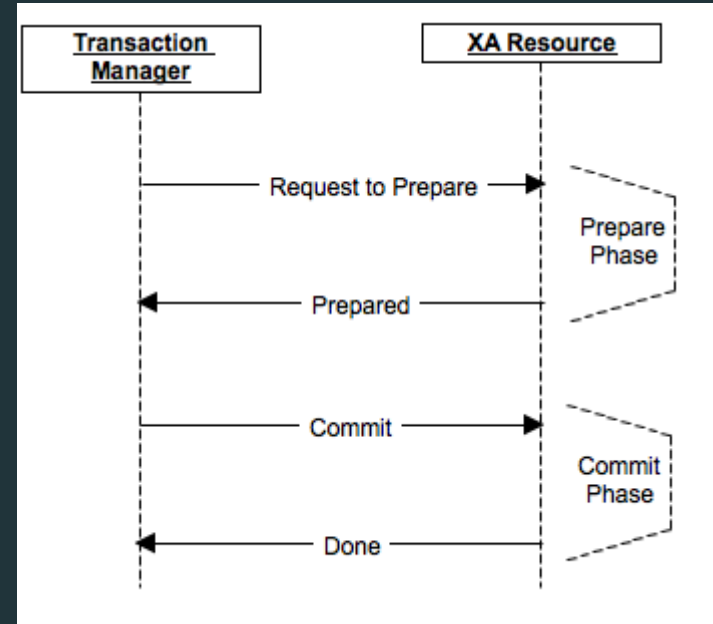 Transaction
Manager
XA Resource
Request to Prepare
Prepare
Phase
Prepared
Commit
Commit
Phase
Done